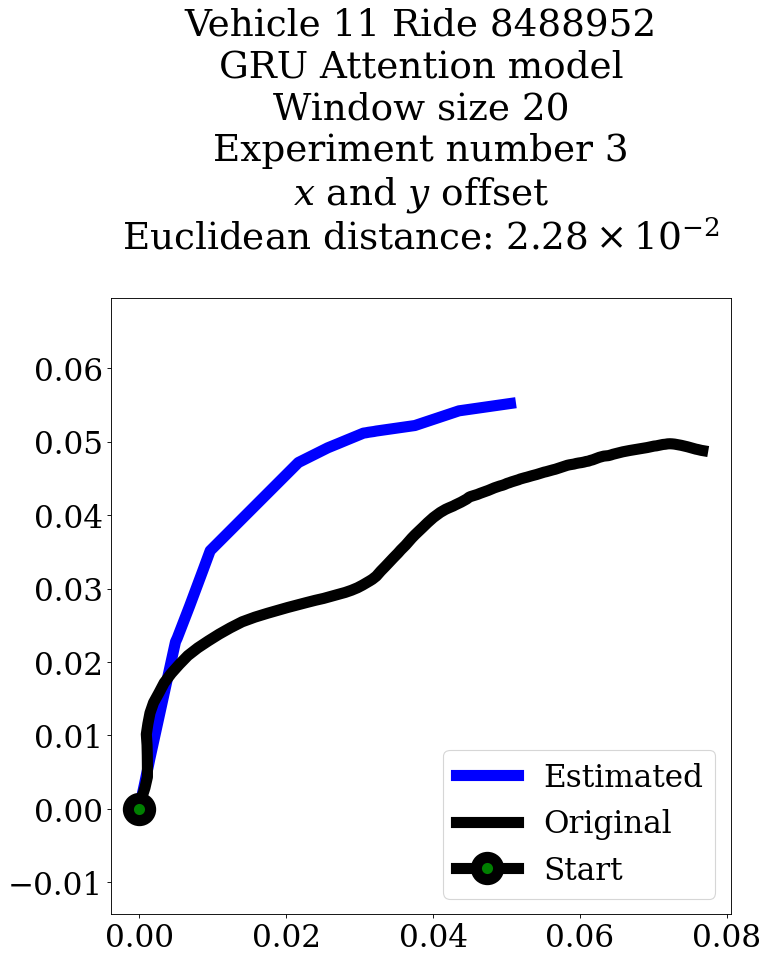 Vehicle 11 Ride 8488952
GRU Attention model
Window size 20
Experiment number 3
x and y offset
Euclidean distance: 2.28 × 10⁻²
0.06
0.05
0.04
0.03
0.02
0.01
0.00
−0.01
Estimated
Original
Start
0.00 0.02 0.04 0.06 0.08